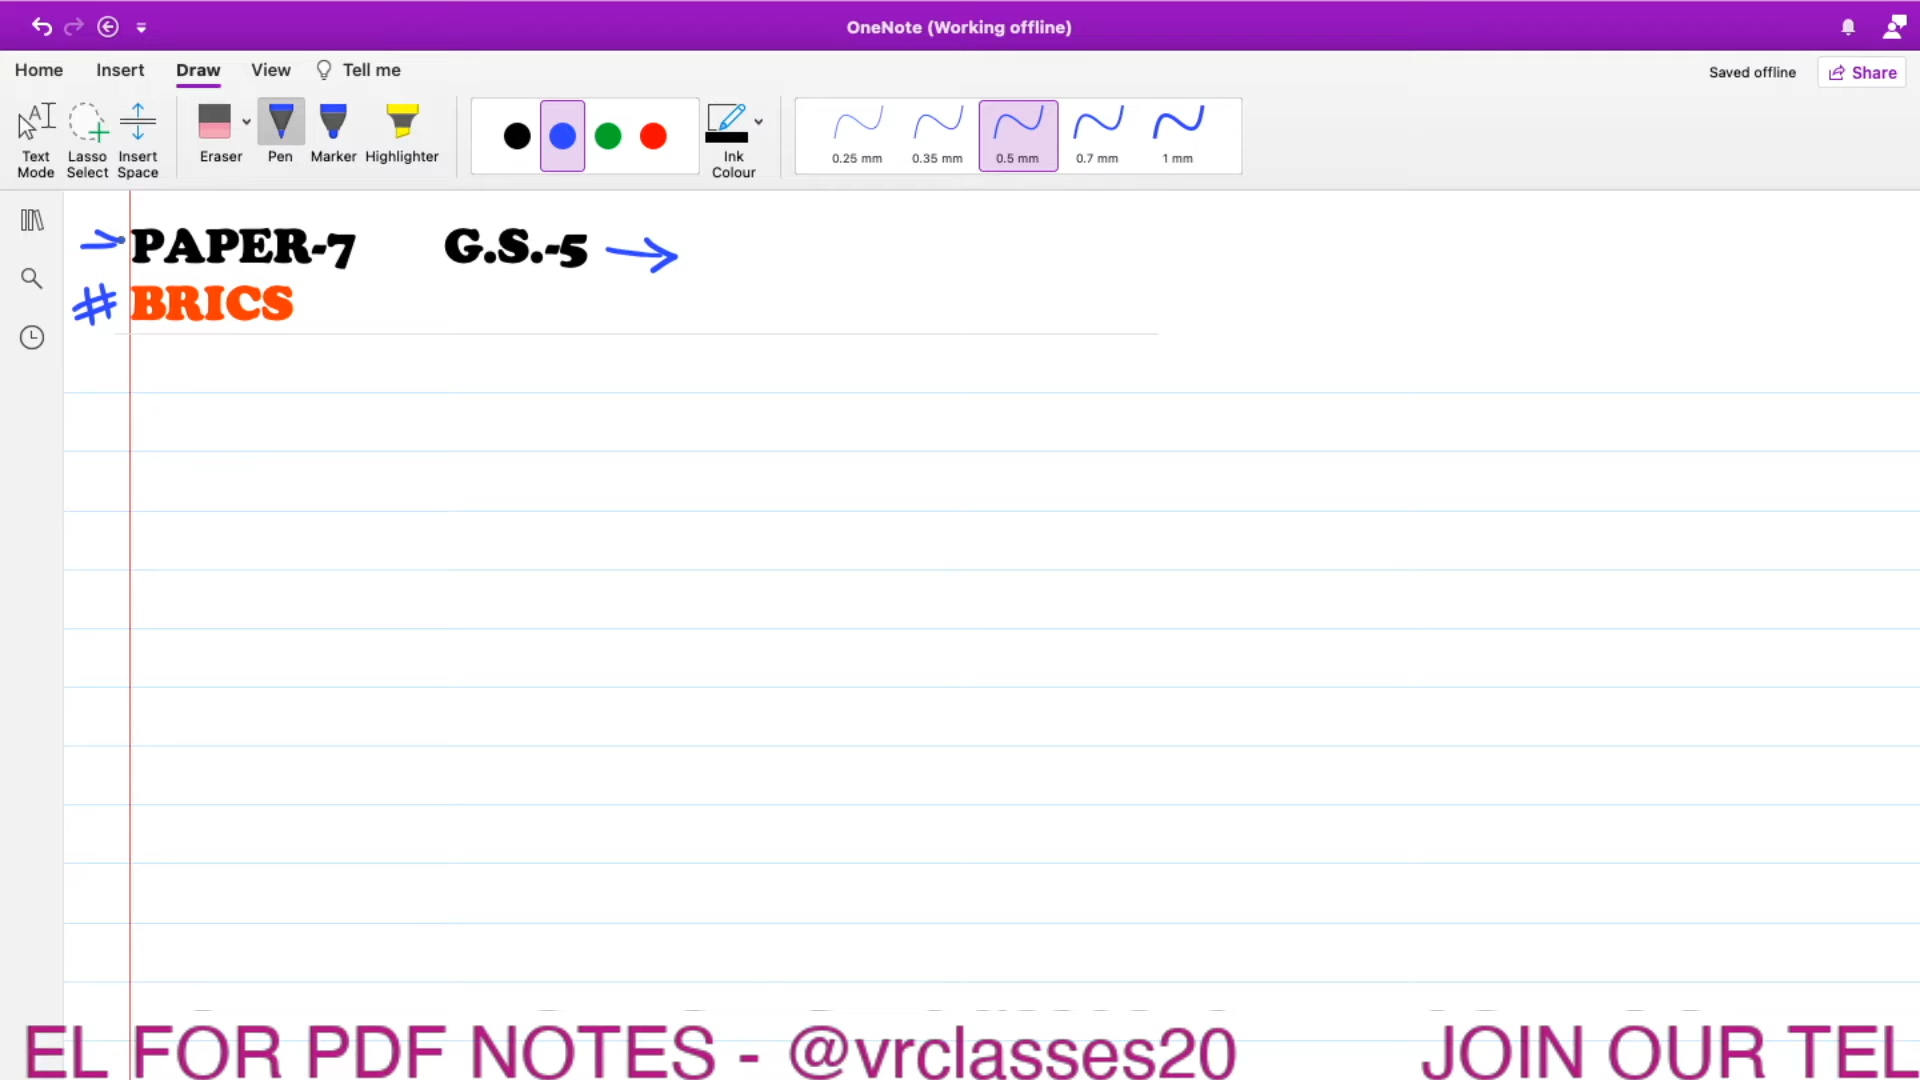 OneNote (Working offline)
Home Insert Draw View Tell me
Saved offline Share
Text Mode Lasso Select Insert Space Eraser Pen Marker Highlighter Ink Colour 0.25 mm 0.35 mm 0.5 mm 0.7 mm 1 mm
PAPER-7 G.S.-5
# BRICS
EL FOR PDF NOTES - @vrclasses20 JOIN OUR TEL